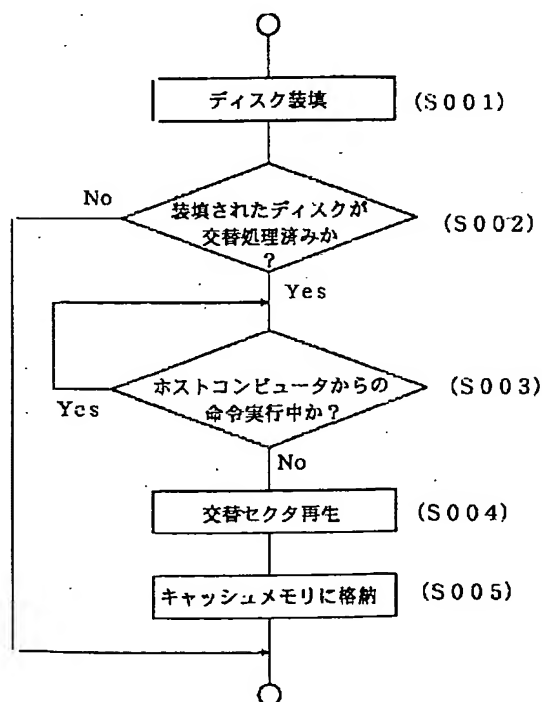 ディスク装填
(S001)
No
装填されたディスクが
交替処理済みか
?
(S002)
Yes
ホストコンピュータからの
命令実行中か?
(S003)
Yes
No
交替セクタ再生
(S004)
キャッシュメモリに格納
(S005)